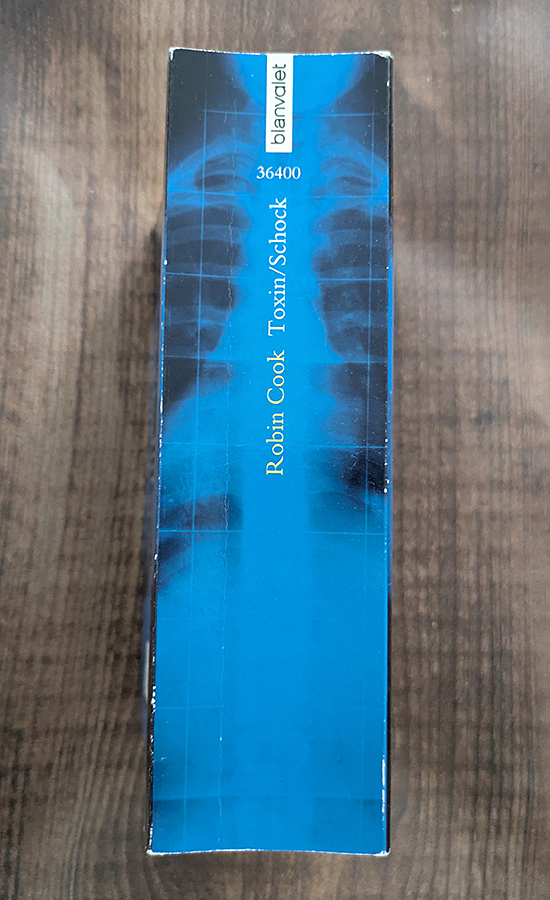 blanvalet
36400
Robin Cook Toxin/Schock